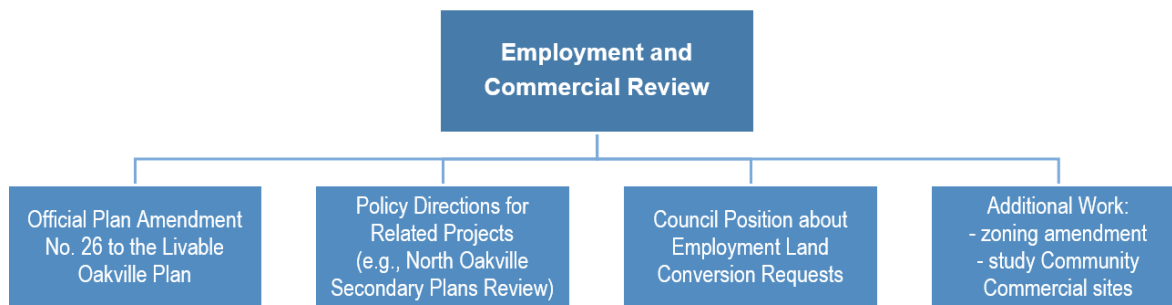 Employment and
Commercial Review
Official Plan Amendment
No. 26 to the Livable
Oakville Plan
Policy Directions for
Related Projects
(e.g., North Oakville
Secondary Plans Review)
Council Position about
Employment Land
Conversion Requests
Additional Work:
- zoning amendment
- study Community
Commercial sites